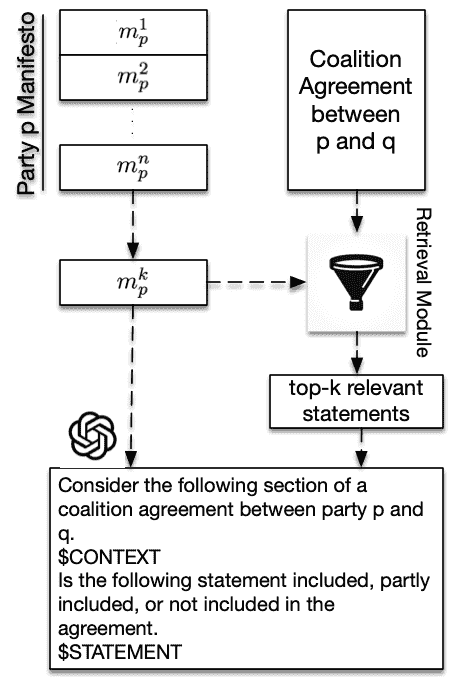 Party p Manifesto
m_p^1
m_p^2
m_p^n
m_p^k
Coalition
Agreement
between
p and q
Retrieval Module
top-k relevant
statements
Consider the following section of a
coalition agreement between party p and
q.
$CONTEXT
Is the following statement included, partly
included, or not included in the
agreement.
$STATEMENT